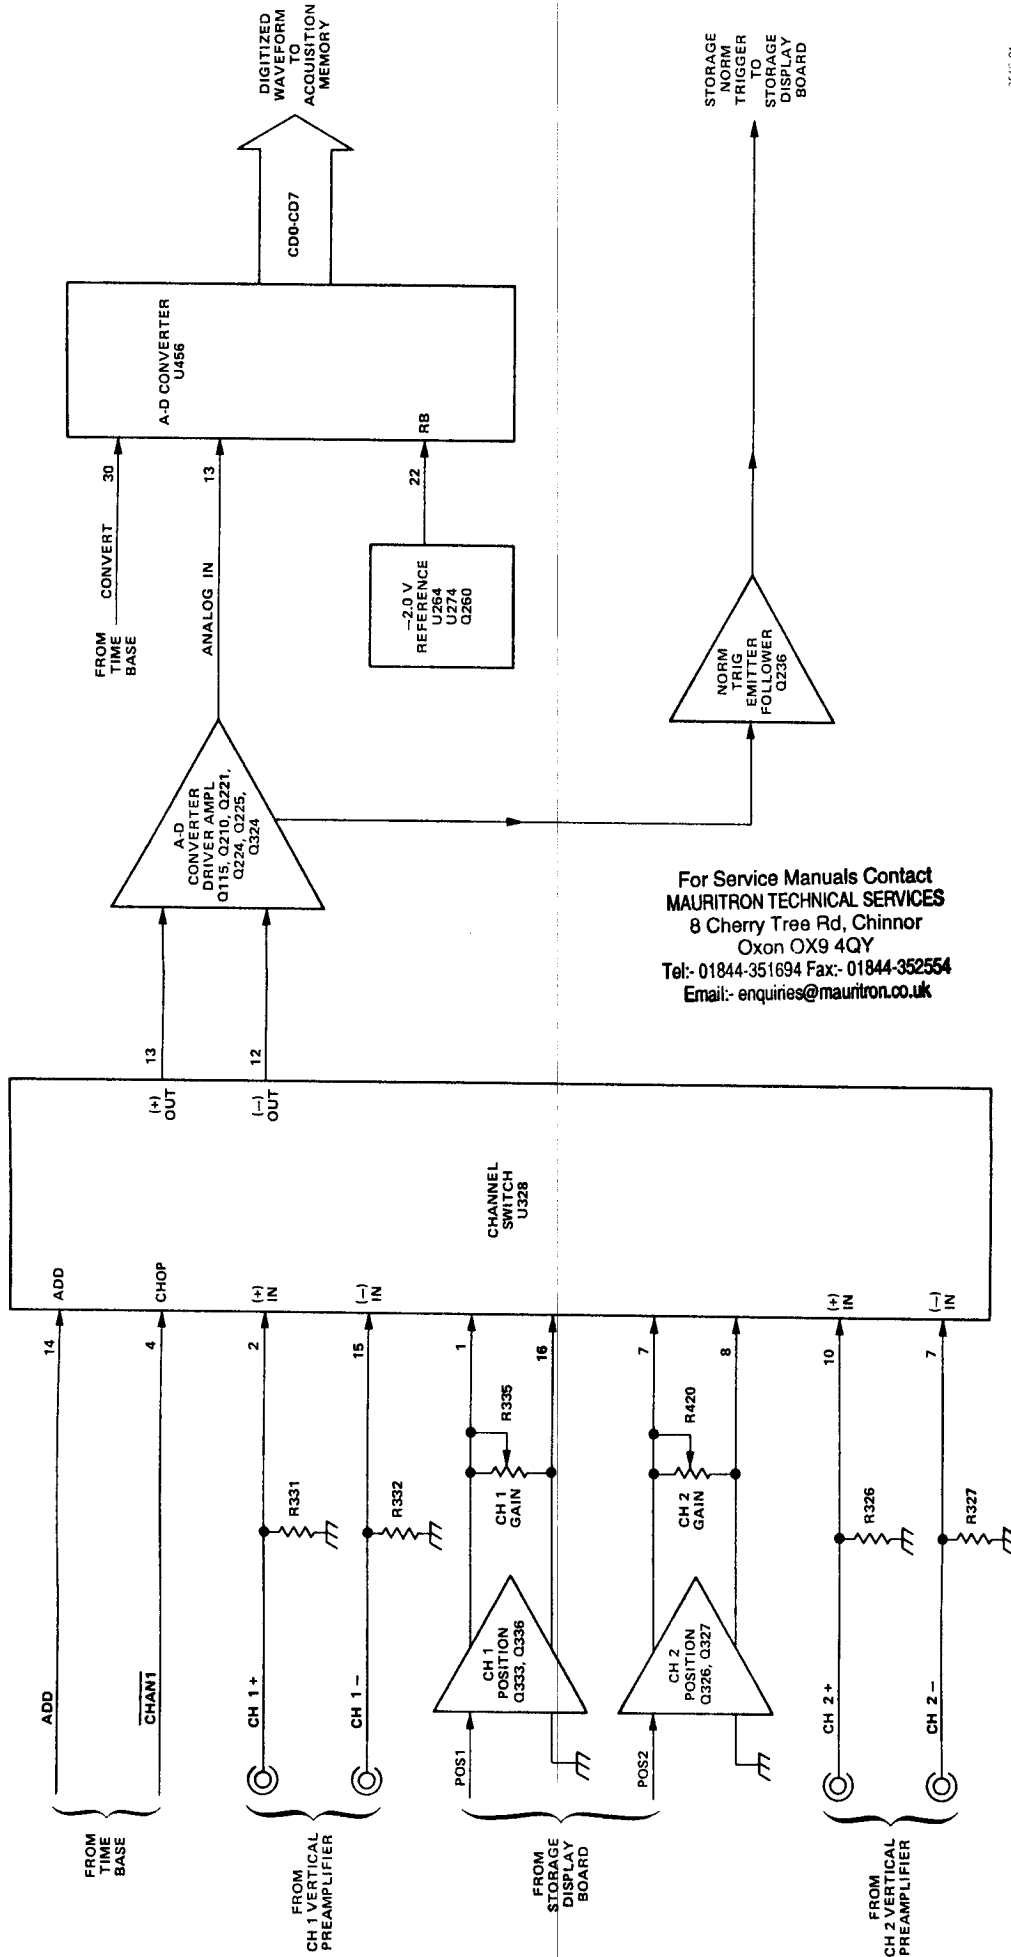 FROM
TIME
BASE
ADD
14
ADD
CHAN1
4
CHOP
FROM
CH 1 VERTICAL
PREAMPLIFIER
CH 1 +
2
(+)
IN
R331
CH 1 –
15
(–)
IN
R332
FROM
STORAGE
DISPLAY
BOARD
POS1
CH 1
POSITION
Q333, Q336
CH 1
GAIN
R335
1
16
POS2
CH 2
POSITION
Q326, Q327
CH 2
GAIN
R420
7
8
FROM
CH 2 VERTICAL
PREAMPLIFIER
CH 2 +
10
(+)
IN
R326
CH 2 –
7
(–)
IN
R327
CHANNEL
SWITCH
U328
(+)
OUT
13
(–)
OUT
12
A-D
CONVERTER
DRIVER AMPL
Q115, Q210, Q221,
Q224, Q225,
Q324
FROM
TIME
BASE
CONVERT
30
ANALOG IN
13
–2.0 V
REFERENCE
U264
U274
Q260
22
RB
A-D CONVERTER
U456
CD0-CD7
DIGITIZED
WAVEFORM
TO
ACQUISITION
MEMORY
NORM
TRIG
EMITTER
FOLLOWER
Q236
STORAGE
NORM
TRIGGER
TO
STORAGE
DISPLAY
BOARD
For Service Manuals Contact
MAURITRON TECHNICAL SERVICES
8 Cherry Tree Rd, Chinnor
Oxon OX9 4QY
Tel:- 01844-351694 Fax:- 01844-352554
Email:- enquiries@mauritron.co.uk